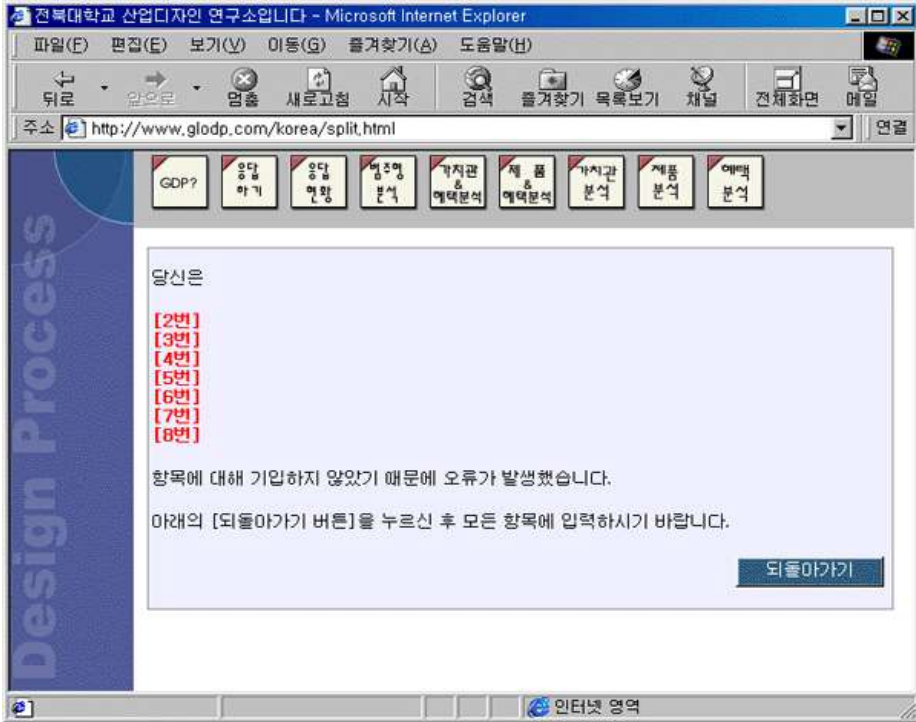 전북대학교 산업디자인 연구소입니다 - Microsoft Internet Explorer
파일(F) 편집(E) 보기(V) 이동(G) 즐겨찾기(A) 도움말(H)
뒤로 앞으로 멈춤 새로고침 시작 검색 즐겨찾기 목록보기 채널 전체화면 메일
주소 http://www.glodp.com/korea/split.html 연결
GDP? 응답하기 응답현황 범주형분석 가치관&혜택분석 제품&혜택분석 가치관분석 제품분석 혜택분석
Design Process
당신은
[2번]
[3번]
[4번]
[5번]
[6번]
[7번]
[8번]
항목에 대해 기입하지 않았기 때문에 오류가 발생했습니다.
아래의 [되돌아가기 버튼]을 누르신 후 모든 항목에 입력하시기 바랍니다.
되돌아가기
인터넷 영역